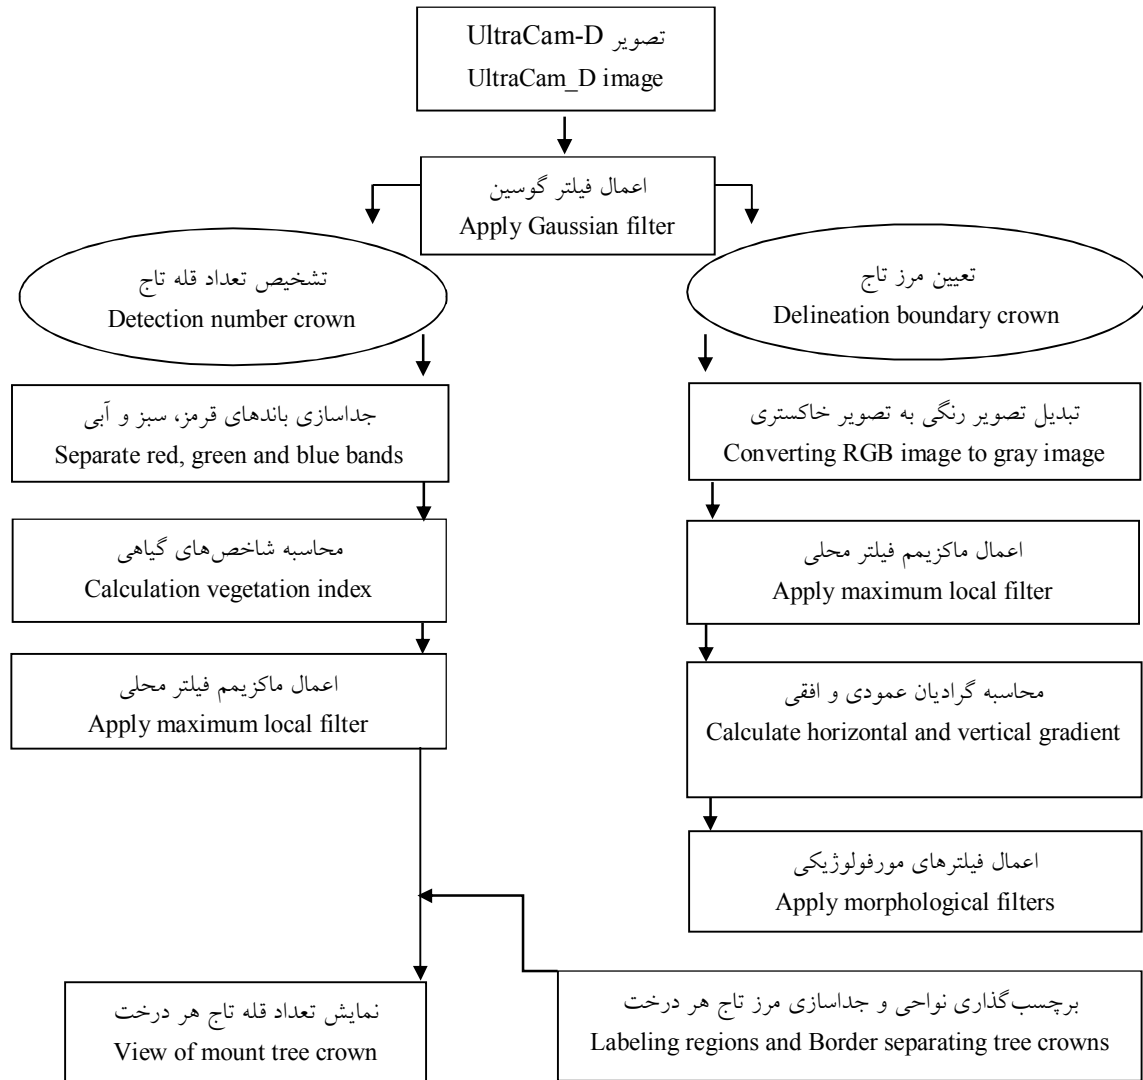 تصویر UltraCam-D
UltraCam_D image
اعمال فیلتر گوسین
Apply Gaussian filter
تشخیص تعداد قله تاج
Detection number crown
تعیین مرز تاج
Delineation boundary crown
جداسازی باندهای قرمز، سبز و آبی
Separate red, green and blue bands
تبدیل تصویر رنگی به تصویر خاکستری
Converting RGB image to gray image
محاسبه شاخص‌های گیاهی
Calculation vegetation index
اعمال ماکزیمم فیلتر محلی
Apply maximum local filter
اعمال ماکزیمم فیلتر محلی
Apply maximum local filter
محاسبه گرادیان عمودی و افقی
Calculate horizontal and vertical gradient
اعمال فیلترهای مورفولوژیکی
Apply morphological filters
نمایش تعداد قله تاج هر درخت
View of mount tree crown
برچسب‌گذاری نواحی و جداسازی مرز تاج هر درخت
Labeling regions and Border separating tree crowns